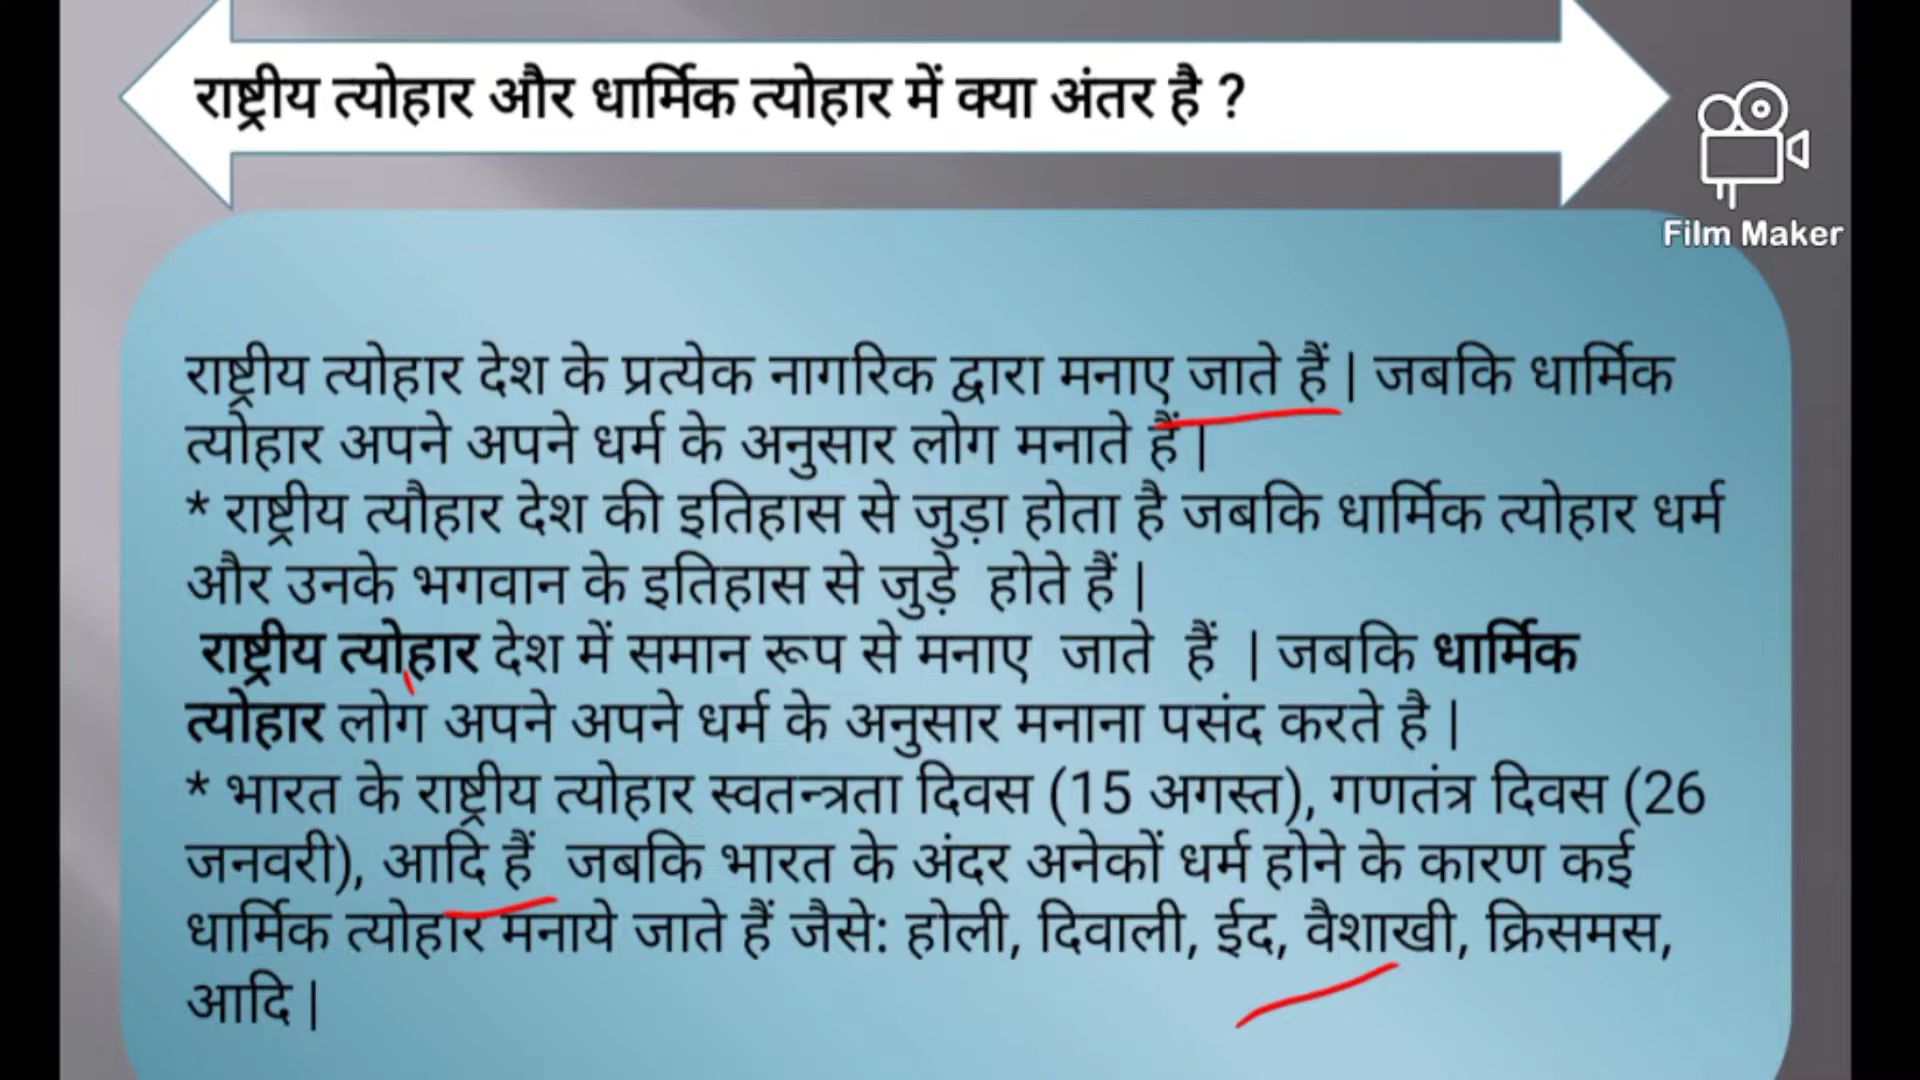 राष्ट्रीय त्योहार और धार्मिक त्योहार में क्या अंतर है ?
Film Maker
राष्ट्रीय त्योहार देश के प्रत्येक नागरिक द्वारा मनाए जाते हैं | जबकि धार्मिक
त्योहार अपने अपने धर्म के अनुसार लोग मनाते हैं |
* राष्ट्रीय त्यौहार देश की इतिहास से जुड़ा होता है जबकि धार्मिक त्योहार धर्म
और उनके भगवान के इतिहास से जुड़े होते हैं |
राष्ट्रीय त्योहार देश में समान रूप से मनाए जाते हैं | जबकि धार्मिक
त्योहार लोग अपने अपने धर्म के अनुसार मनाना पसंद करते है |
* भारत के राष्ट्रीय त्योहार स्वतन्त्रता दिवस (15 अगस्त), गणतंत्र दिवस (26
जनवरी), आदि हैं जबकि भारत के अंदर अनेकों धर्म होने के कारण कई
धार्मिक त्योहार मनाये जाते हैं जैसे: होली, दिवाली, ईद, वैशाखी, क्रिसमस,
आदि |